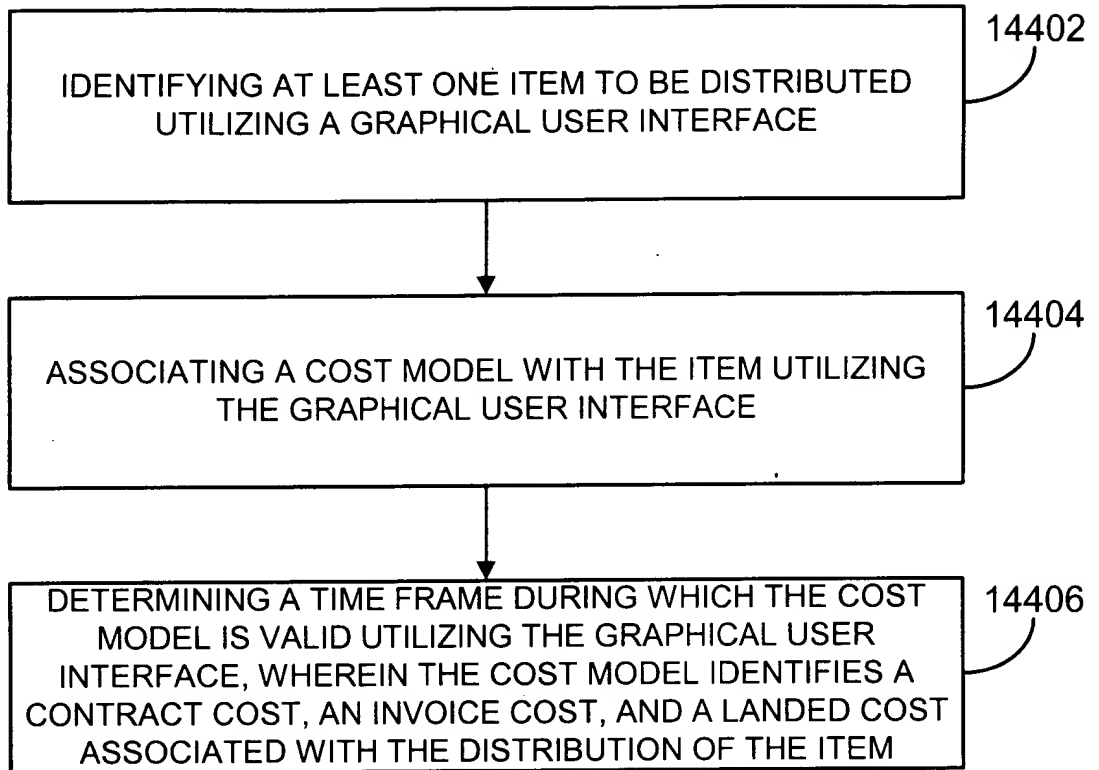 14402
IDENTIFYING AT LEAST ONE ITEM TO BE DISTRIBUTED
UTILIZING A GRAPHICAL USER INTERFACE
14404
ASSOCIATING A COST MODEL WITH THE ITEM UTILIZING
THE GRAPHICAL USER INTERFACE
14406
DETERMINING A TIME FRAME DURING WHICH THE COST
MODEL IS VALID UTILIZING THE GRAPHICAL USER
INTERFACE, WHEREIN THE COST MODEL IDENTIFIES A
CONTRACT COST, AN INVOICE COST, AND A LANDED COST
ASSOCIATED WITH THE DISTRIBUTION OF THE ITEM